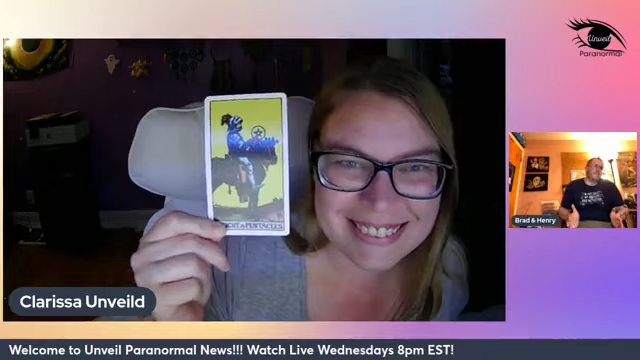 Unveil
Paranormal
Brad & Henry
Clarissa Unveild
Welcome to Unveil Paranormal News!!! Watch Live Wednesdays 8pm EST!